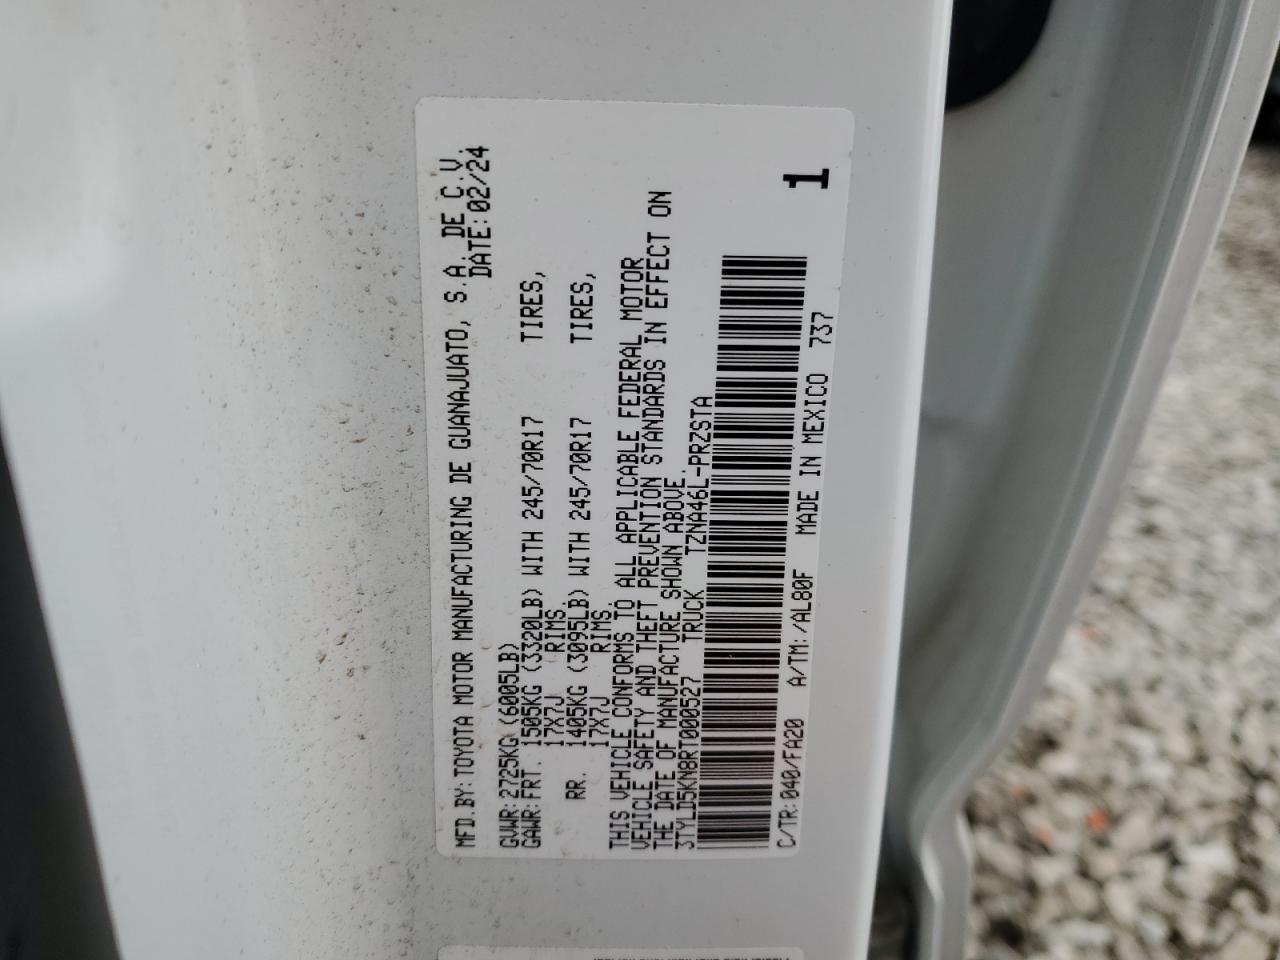 MFD.BY:TOYOTA MOTOR MANUFACTURING DE GUANAJUATO, S.A. DE C.V.
DATE:02/24
GVWR:2725KG (6005LB)
GAWR:FRT. 1505KG (3320LB) WITH 245/70R17 TIRES,
17X7J RIMS.
RR. 1405KG (3095LB) WITH 245/70R17 TIRES,
17X7J RIMS.
THIS VEHICLE CONFORMS TO ALL APPLICABLE FEDERAL MOTOR
VEHICLE SAFETY AND THEFT PREVENTION STANDARDS IN EFFECT ON
THE DATE OF MANUFACTURE SHOWN ABOVE.
3TYLD5KN8RT000527 TRUCK TZNA46L-PRZSTA
1
C/TR:040/FA20 A/TM:/AL80F MADE IN MEXICO 737